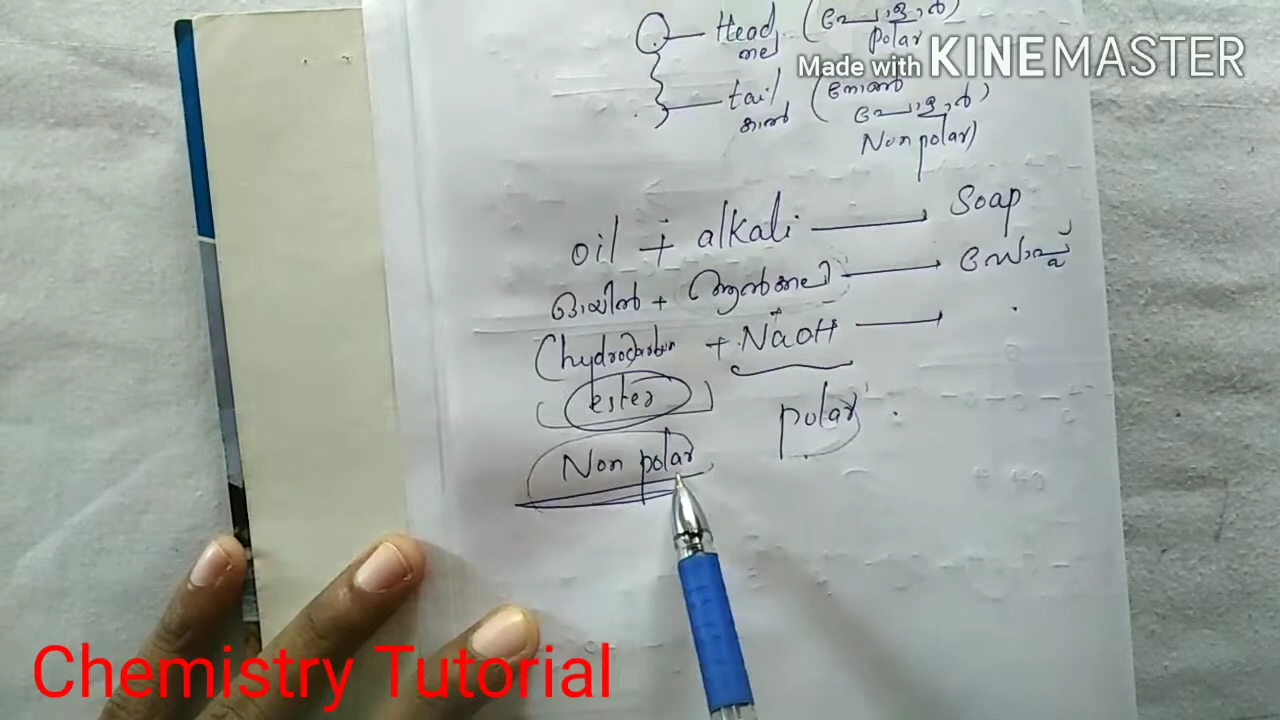 Head (പോളാർ)
തല polar
Made with KINEMASTER
tail (നോൺ
വാൽ പോളാർ)
Non polar)
oil + alkali → Soap
ഓയിൽ + ആൽക്കലി → സോപ്പ്
(hydrocarbon + NaOH →
ester
polar
Non polar
Chemistry Tutorial